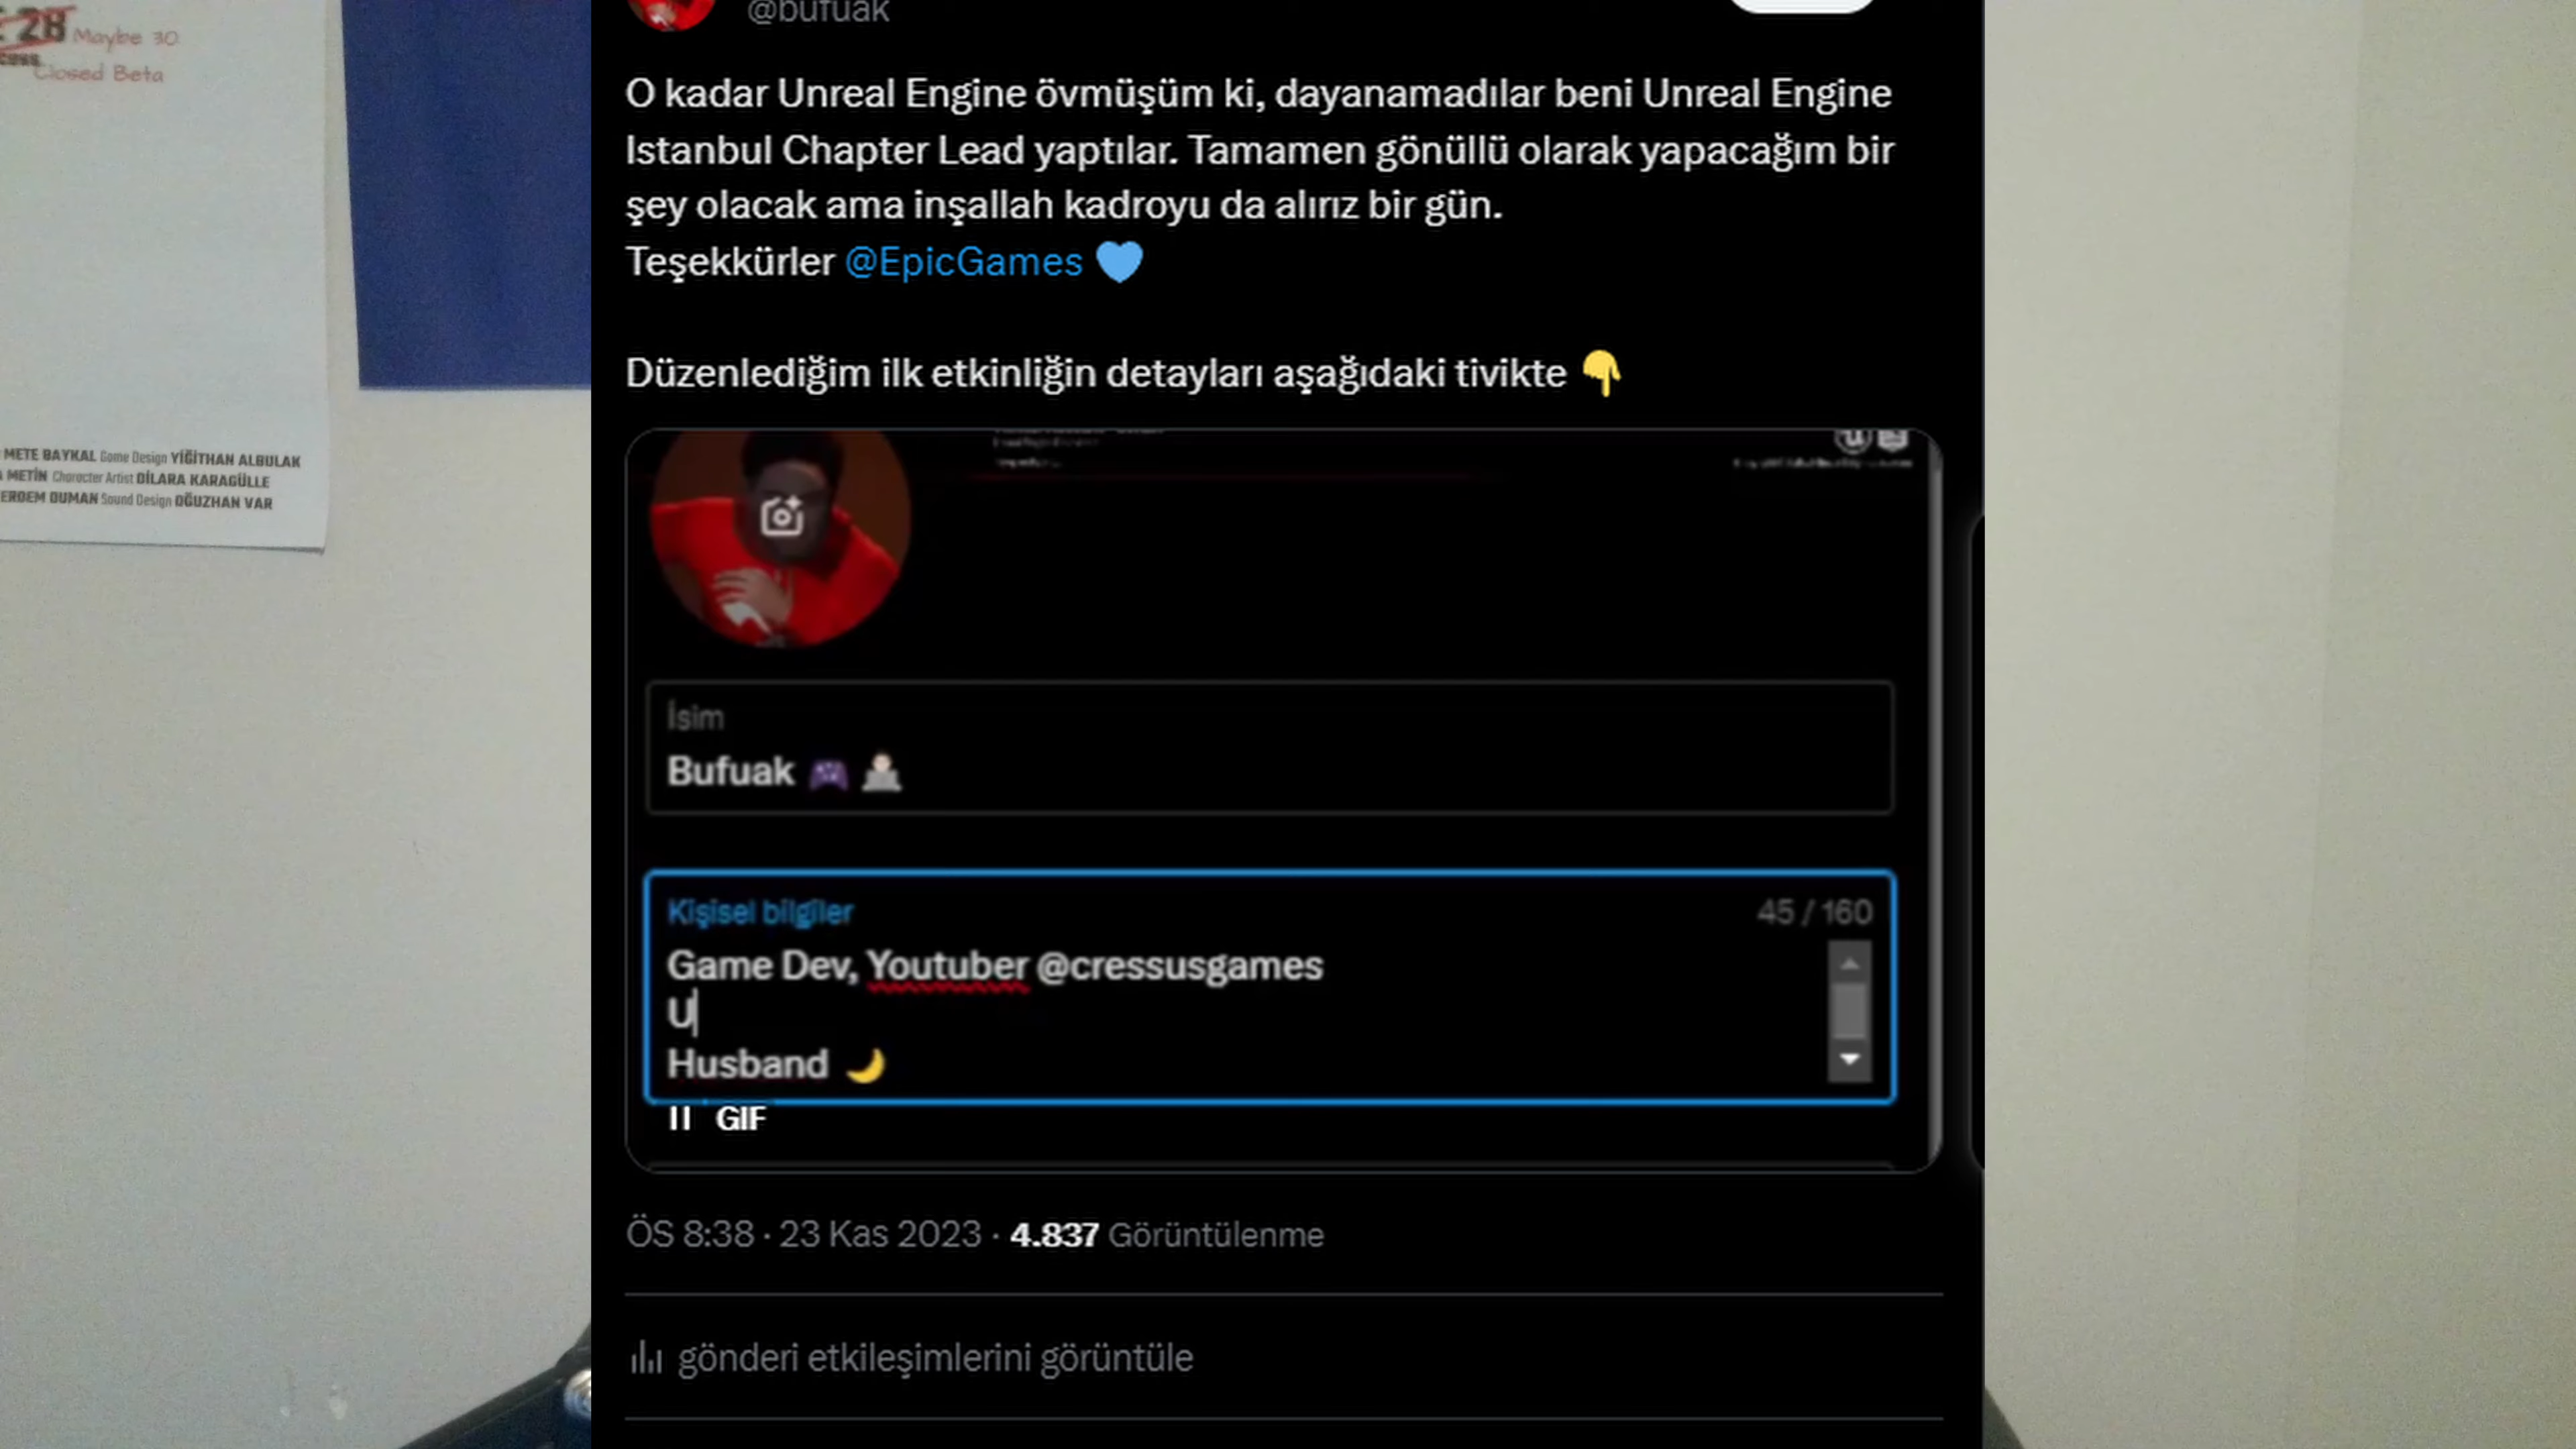 28 Maybe 30
Closed Beta
METE BAYKAL Game Design YİĞİTHAN ALBULAK
METİN Character Artist DİLARA KARAGÜLLE
ERDEM DUMAN Sound Design OĞUZHAN VAR
@bufuak
O kadar Unreal Engine övmüşüm ki, dayanamadılar beni Unreal Engine
Istanbul Chapter Lead yaptılar. Tamamen gönüllü olarak yapacağım bir
şey olacak ama inşallah kadroyu da alırız bir gün.
Teşekkürler @EpicGames 💙
Düzenlediğim ilk etkinliğin detayları aşağıdaki tivikte 👇
İsim
Bufuak 🎮 👨🏻‍💻
Kişisel bilgiler 45 / 160
Game Dev, Youtuber @cressusgames
U
Husband 🌙
GIF
ÖS 8:38 · 23 Kas 2023 · 4.837 Görüntülenme
gönderi etkileşimlerini görüntüle